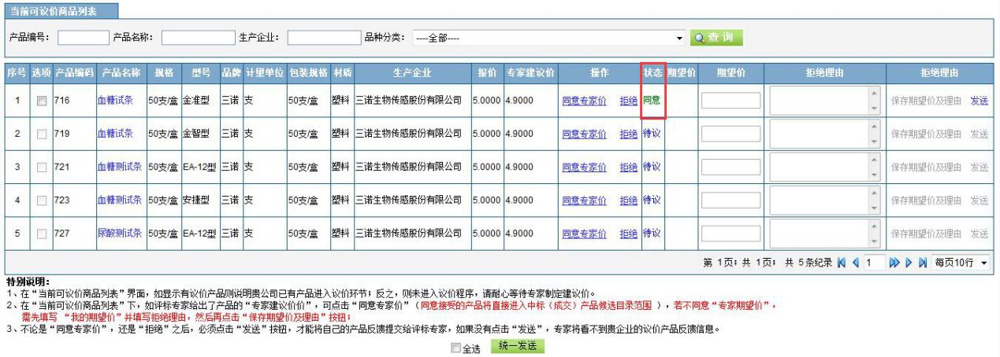 当前可议价商品列表
产品编号： 产品名称： 生产企业： 品种分类： ----全部---- 查询
序号 选项 产品编码 产品名称 规格 型号 品牌 计里单位 包装规格 材质 生产企业 报价 专家建议价 操作 状态 期望价 期望价 拒绝理由 拒绝理由
1 716 血糖试条 50支/盒 金准型 三诺 支 50支/盒 塑料 三诺生物传感股份有限公司 5.0000 4.9000 同意专家价 拒绝 同意 保存期望价及理由 发送
2 719 血糖试条 50支/盒 金智型 三诺 支 50支/盒 塑料 三诺生物传感股份有限公司 5.0000 4.9000 同意专家价 拒绝 待议 保存期望价及理由 发送
3 721 血糖测试条 50支/盒 EA-12型 三诺 支 50支/盒 塑料 三诺生物传感股份有限公司 5.0000 4.9000 同意专家价 拒绝 待议 保存期望价及理由 发送
4 723 血糖测试条 50支/盒 安捷型 三诺 支 50支/盒 塑料 三诺生物传感股份有限公司 5.0000 4.9000 同意专家价 拒绝 待议 保存期望价及理由 发送
5 727 尿酸测试条 50支/盒 EA-12型 三诺 支 50支/盒 塑料 三诺生物传感股份有限公司 5.0000 4.9000 同意专家价 拒绝 待议 保存期望价及理由 发送
第 1页；共 1页； 共 5条纪录 1 每页10行
特别说明：
1、在“当前可议价商品列表”界面，如显示有议价产品则说明贵公司已有产品进入议价环节；反之，则未进入议价程序，请耐心等待专家制定建议价。
2、在“当前可议价商品列表”下，如评标专家给出了产品的“专家建议价价”，可点击“同意专家价”（同意接受的产品将直接进入中标（成交）产品候选目录范围 ），若不同意“专家期望价”，
需先填写 “我的期望价”并填写拒绝理由，然后再点击“保存期望价及理由”按钮；
3、不论是“同意专家价”，还是“拒绝”之后，必须点击“发送”按钮，才能将自己的产品反馈提交给评标专家，如果没有点击“发送”，专家将看不到贵企业的议价产品反馈信息。
全选 统一发送